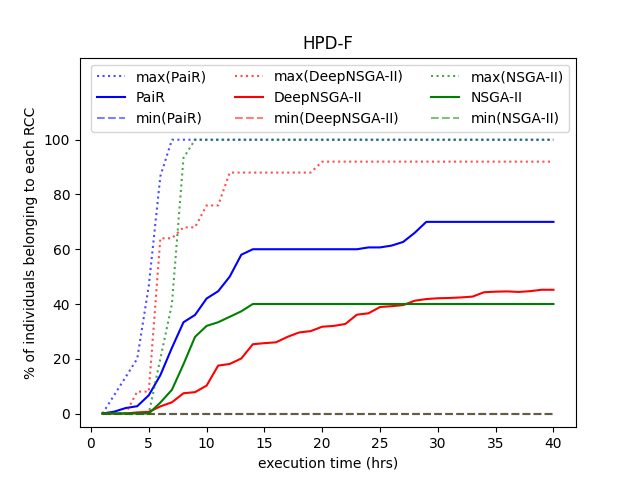 HPD-F
max(PaiR) max(DeepNSGA-II) max(NSGA-II)
PaiR DeepNSGA-II NSGA-II
min(PaiR) min(DeepNSGA-II) min(NSGA-II)
% of individuals belonging to each RCC
100
80
60
40
20
0
0 5 10 15 20 25 30 35 40
execution time (hrs)